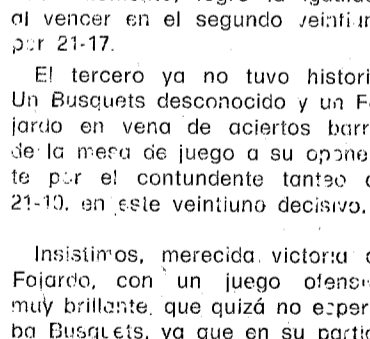 al vencer en el segundo veintiun
por 21-17.
El tercero ya no tuvo histori
Un Busquets desconocido y un F
jardo en vena de aciertos barr
de la mesa de juego a su opone
te por el contundente tanteo
21-10, en este veintiuno decisivo.
Insistimos, merecida victoria
Fajardo, con un juego ofensi
muy brillante, que quizá no esper
ba Busquets, ya que en su partid